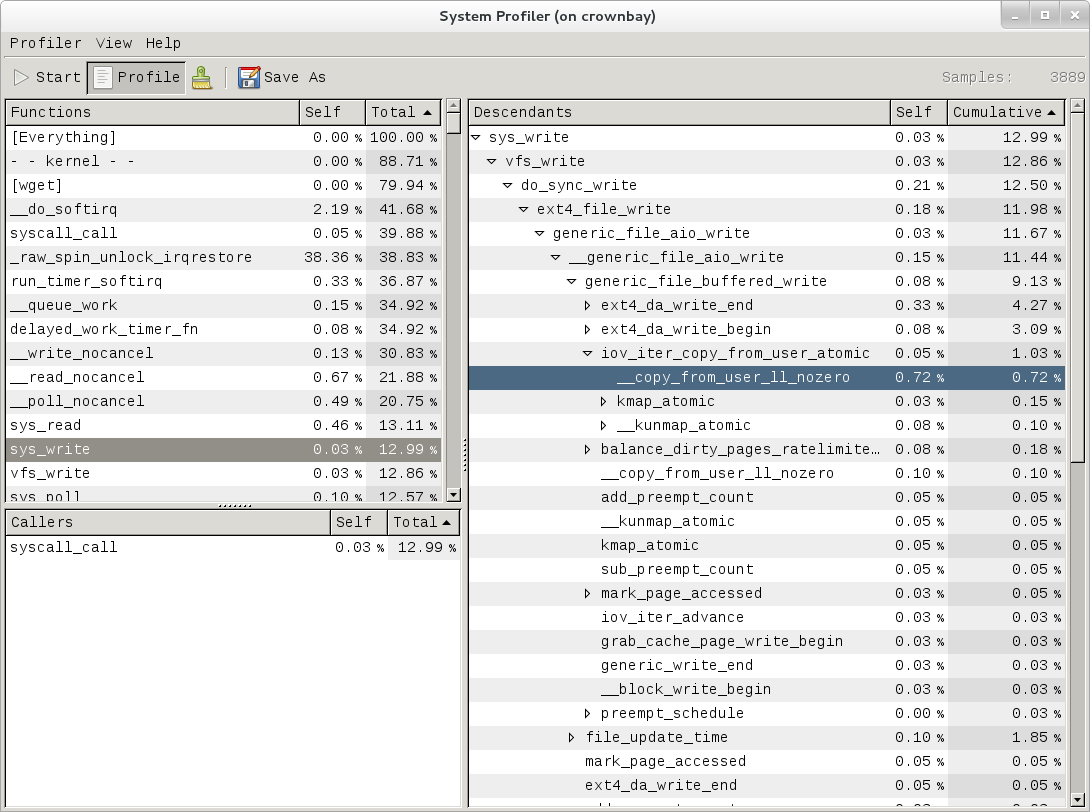 System Profiler (on crownbay)
Profiler View Help
Start Profile Save As Samples: 3889
Functions Self Total
[Everything] 0.00 % 100.00 %
- - kernel - - 0.00 % 88.71 %
[wget] 0.00 % 79.94 %
__do_softirq 2.19 % 41.68 %
syscall_call 0.05 % 39.88 %
_raw_spin_unlock_irqrestore 38.36 % 38.83 %
run_timer_softirq 0.33 % 36.87 %
__queue_work 0.15 % 34.92 %
delayed_work_timer_fn 0.08 % 34.92 %
__write_nocancel 0.13 % 30.83 %
__read_nocancel 0.67 % 21.88 %
__poll_nocancel 0.49 % 20.75 %
sys_read 0.46 % 13.11 %
sys_write 0.03 % 12.99 %
vfs_write 0.03 % 12.86 %
sys_poll 0.10 % 12.57 %
Callers Self Total
syscall_call 0.03 % 12.99 %
Descendants Self Cumulative
sys_write 0.03 % 12.99 %
vfs_write 0.03 % 12.86 %
do_sync_write 0.21 % 12.50 %
ext4_file_write 0.18 % 11.98 %
generic_file_aio_write 0.03 % 11.67 %
__generic_file_aio_write 0.15 % 11.44 %
generic_file_buffered_write 0.08 % 9.13 %
ext4_da_write_end 0.33 % 4.27 %
ext4_da_write_begin 0.08 % 3.09 %
iov_iter_copy_from_user_atomic 0.05 % 1.03 %
__copy_from_user_ll_nozero 0.72 % 0.72 %
kmap_atomic 0.03 % 0.15 %
__kunmap_atomic 0.08 % 0.10 %
balance_dirty_pages_ratelimite... 0.08 % 0.18 %
__copy_from_user_ll_nozero 0.10 % 0.10 %
add_preempt_count 0.05 % 0.05 %
__kunmap_atomic 0.05 % 0.05 %
kmap_atomic 0.05 % 0.05 %
sub_preempt_count 0.05 % 0.05 %
mark_page_accessed 0.03 % 0.05 %
iov_iter_advance 0.03 % 0.03 %
grab_cache_page_write_begin 0.03 % 0.03 %
generic_write_end 0.03 % 0.03 %
__block_write_begin 0.03 % 0.03 %
preempt_schedule 0.00 % 0.03 %
file_update_time 0.10 % 1.85 %
mark_page_accessed 0.05 % 0.05 %
ext4_da_write_end 0.05 % 0.05 %